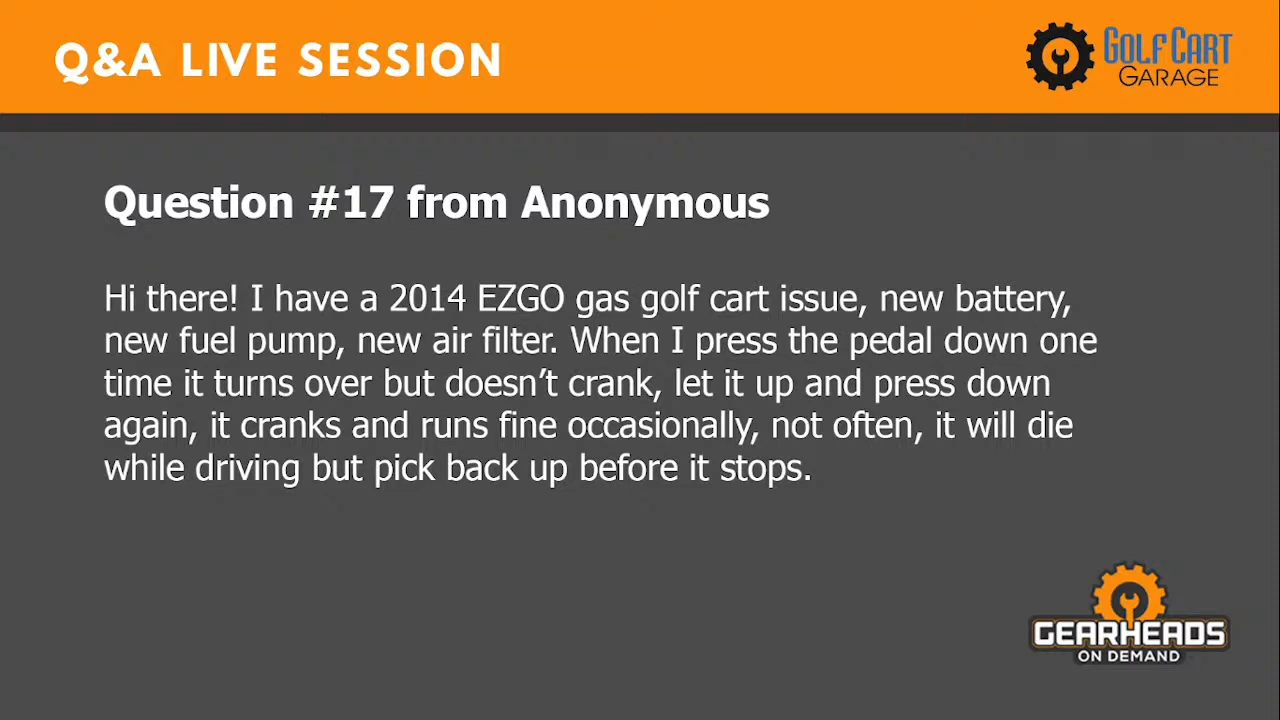 Q&A LIVE SESSION
GOLF CART
GARAGE
Question #17 from Anonymous
Hi there! I have a 2014 EZGO gas golf cart issue, new battery,
new fuel pump, new air filter. When I press the pedal down one
time it turns over but doesn’t crank, let it up and press down
again, it cranks and runs fine occasionally, not often, it will die
while driving but pick back up before it stops.
GEARHEADS
ON DEMAND